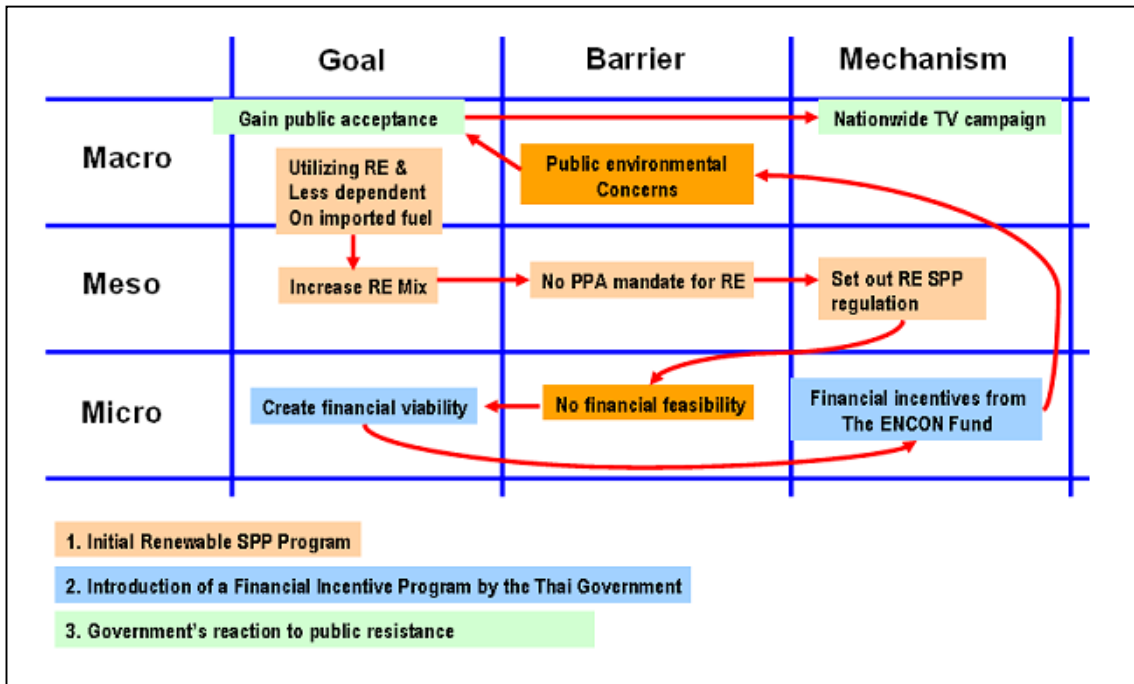 Goal
Barrier
Mechanism
Macro
Gain public acceptance
Nationwide TV campaign
Utilizing RE &
Less dependent
On imported fuel
Public environmental
Concerns
Meso
Increase RE Mix
No PPA mandate for RE
Set out RE SPP
regulation
Micro
Create financial viability
No financial feasibility
Financial incentives from
The ENCON Fund
1. Initial Renewable SPP Program
2. Introduction of a Financial Incentive Program by the Thai Government
3. Government's reaction to public resistance